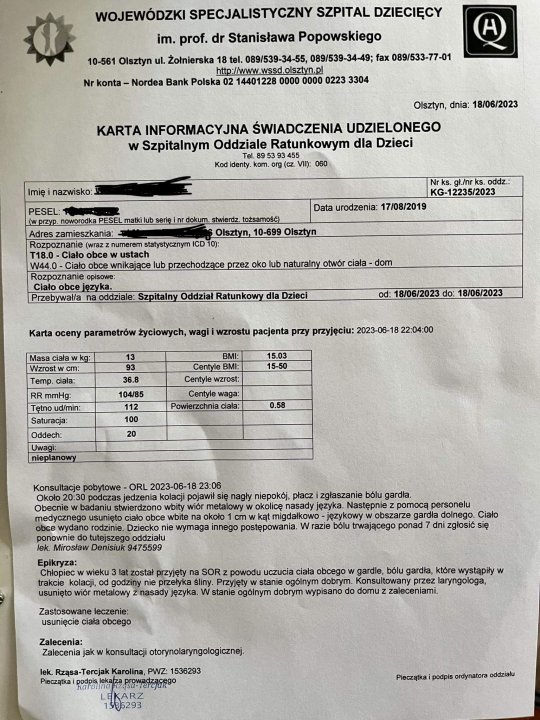 WOJEWÓDZKI SPECJALISTYCZNY SZPITAL DZIECIĘCY
im. prof. dr Stanisława Popowskiego
10-561 Olsztyn ul. Żołnierska 18 tel. 089/539-34-55, 089/539-34-49; fax 089/533-77-01
http://www.wssd.olsztyn.pl
Nr konta – Nordea Bank Polska 02 14401228 0000 0000 0223 3304
Olsztyn, dnia: 18/06/2023
KARTA INFORMACYJNA ŚWIADCZENIA UDZIELONEGO
w Szpitalnym Oddziale Ratunkowym dla Dzieci
Tel. 89 53 93 455
Kod identy. kom. org (cz. VII): 060
Imię i nazwisko:
Nr ks. gł./nr ks. oddz.:
KG-12235/2023
PESEL:
(w przyp. noworodka PESEL matki lub serię i nr dokum. stwierdz. tożsamość)
Data urodzenia: 17/08/2019
Adres zamieszkania: Olsztyn, 10-699 Olsztyn
Rozpoznanie (wraz z numerem statystycznym ICD 10):
T18.0 - Ciało obce w ustach
W44.0 - Ciało obce wnikające lub przechodzące przez oko lub naturalny otwór ciała - dom
Rozpoznanie opisowe:
Ciało obce języka.
Przebywał/a na oddziale: Szpitalny Oddział Ratunkowy dla Dzieci od: 18/06/2023 do: 18/06/2023
Karta oceny parametrów życiowych, wagi i wzrostu pacjenta przy przyjęciu: 2023-06-18 22:04:00
Masa ciała w kg: 13 BMI: 15.03
Wzrost w cm: 93 Centyle BMI: 15-50
Temp. ciała: 36.8 Centyle wzrost:
RR mmHg: 104/85 Centyle waga:
Tętno ud/min: 112 Powierzchnia ciała: 0.58
Saturacja: 100
Oddech: 20
Uwagi:
nieplanowy
Konsultacje pobytowe - ORL 2023-06-18 23:06
Około 20:30 podczas jedzenia kolacji pojawił się nagły niepokój, płacz i zgłaszanie bólu gardła.
Obecnie w badaniu stwierdzono wbity wiór metalowy w okolicę nasady języka. Następnie z pomocą personelu
medycznego usunięto ciało obce wbite na około 1 cm w kąt migdałkowo - językowy w obszarze gardła dolnego. Ciało
obce wydano rodzinie. Dziecko nie wymaga innego postępowania. W razie bólu trwającego ponad 7 dni zgłosić się
ponownie do tutejszego oddziału
lek. Mirosław Denisiuk 9475599
Epikryza:
Chłopiec w wieku 3 lat został przyjęty na SOR z powodu uczucia ciała obcego w gardle, bólu gardła, które wystąpiły w
trakcie kolacji, od godziny nie przełyka śliny. Przyjęty w stanie ogólnym dobrym. Konsultowany przez laryngologa,
usunięto wiór metalowy z nasady języka. W stanie ogólnym dobrym wypisano do domu z zaleceniami.
Zastosowane leczenie:
usunięcie ciała obcego
Zalecenia:
Zalecenia jak w konsultacji otorynolaryngologicznej.
lek. Rząsa-Tercjak Karolina, PWZ: 1536293
Pieczątka i podpis lekarza prowadzącego
Pieczątka i podpis ordynatora oddziału
Karolina Rząsa-Tercjak
LEKARZ
1536293